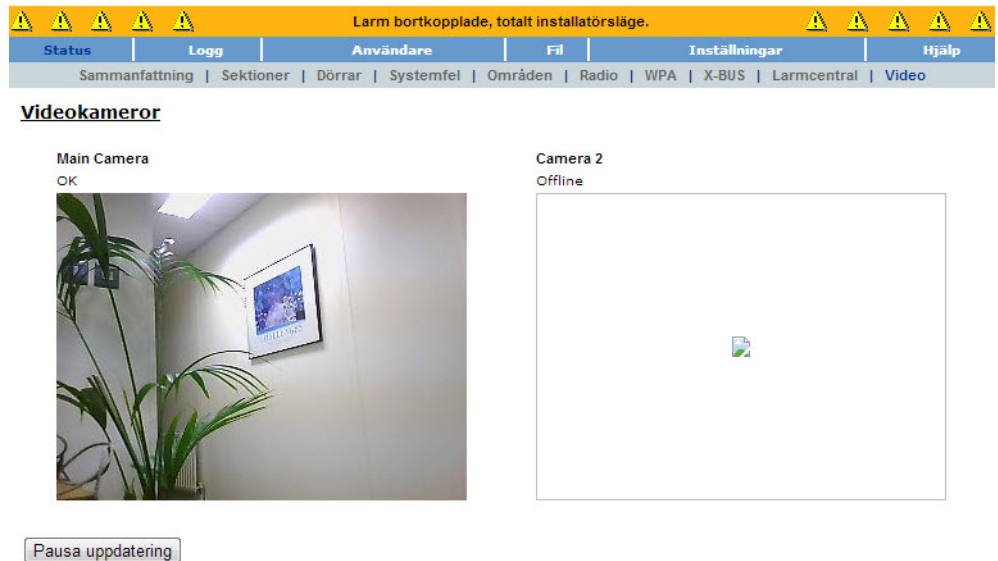 Larm bortkopplade, totalt installatörsläge.
Status Logg Användare Fil Inställningar Hjälp
Sammanfattning | Sektioner | Dörrar | Systemfel | Områden | Radio | WPA | X-BUS | Larmcentral | Video
Videokameror
Main Camera
OK
Camera 2
Offline
CHALLENGES
Pausa uppdatering